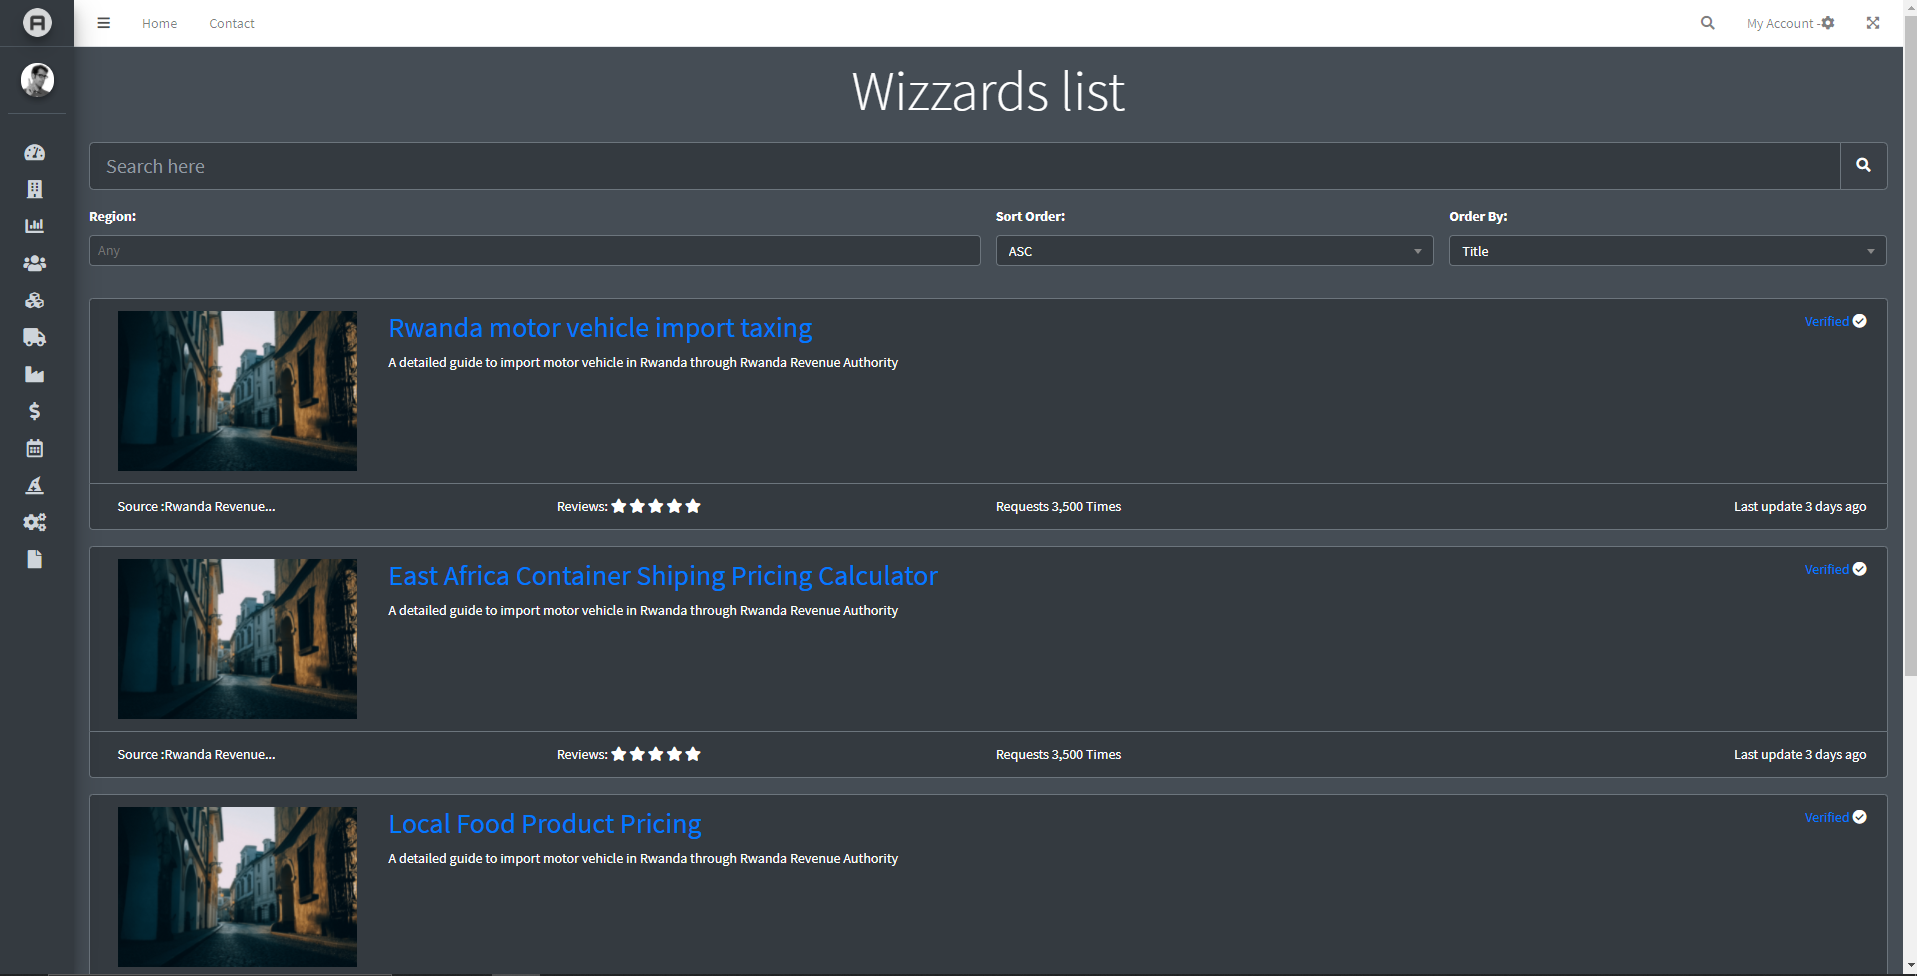 Home
Contact
My Account -
Wizzards list
Search here
Region:
Sort Order:
Order By:
Any
ASC
Title
Rwanda motor vehicle import taxing
Verified
A detailed guide to import motor vehicle in Rwanda through Rwanda Revenue Authority
Source :Rwanda Revenue...
Reviews:
Requests 3,500 Times
Last update 3 days ago
East Africa Container Shiping Pricing Calculator
Verified
A detailed guide to import motor vehicle in Rwanda through Rwanda Revenue Authority
Source :Rwanda Revenue...
Reviews:
Requests 3,500 Times
Last update 3 days ago
Local Food Product Pricing
Verified
A detailed guide to import motor vehicle in Rwanda through Rwanda Revenue Authority